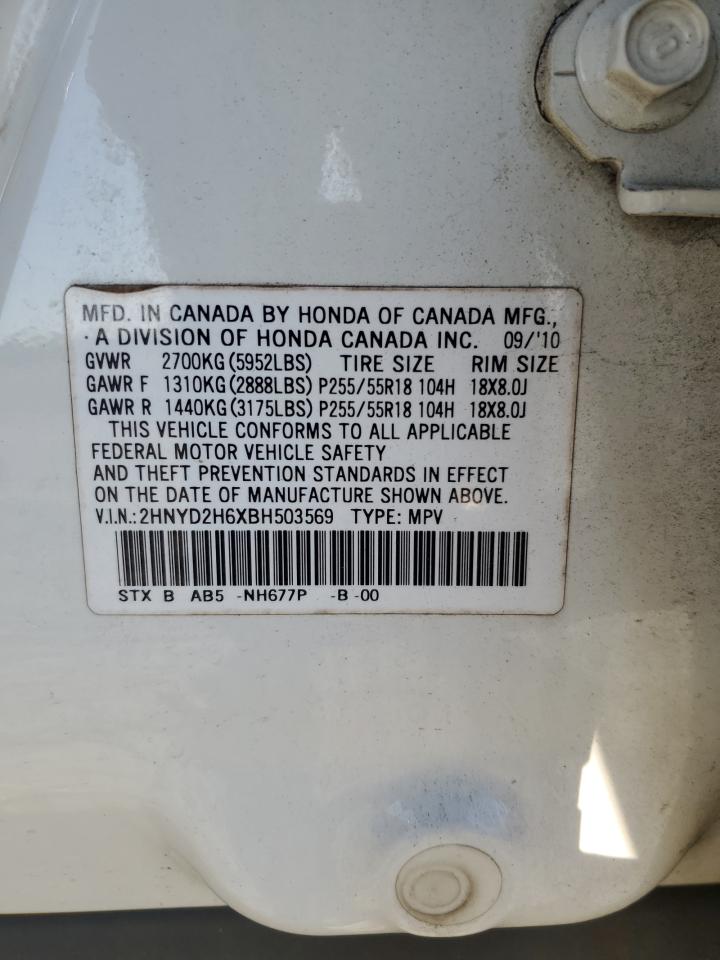 MFD. IN CANADA BY HONDA OF CANADA MFG.,
A DIVISION OF HONDA CANADA INC. 09/'10
GVWR 2700KG(5952LBS) TIRE SIZE RIM SIZE
GAWR F 1310KG(2888LBS) P255/55R18 104H 18X8.0J
GAWR R 1440KG(3175LBS) P255/55R18 104H 18X8.0J
THIS VEHICLE CONFORMS TO ALL APPLICABLE
FEDERAL MOTOR VEHICLE SAFETY
AND THEFT PREVENTION STANDARDS IN EFFECT
ON THE DATE OF MANUFACTURE SHOWN ABOVE.
V.I.N.:2HNYD2H6XBH503569 TYPE: MPV
STX B AB5 -NH677P -B -00